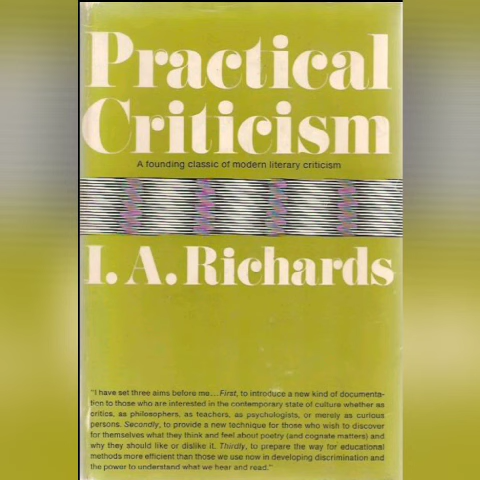 Practical
Criticism
A founding classic of modern literary criticism
I. A. Richards
"I have set three aims before me.... First, to introduce a new kind of documenta-
tion to those who are interested in the contemporary state of culture whether as
critics, as philosophers, as teachers, as psychologists, or merely as curious
persons. Secondly, to provide a new technique for those who wish to discover
for themselves what they think and feel about poetry (and cognate matters) and
why they should like or dislike it. Thirdly, to prepare the way for educational
methods more efficient than those we use now in developing discrimination and
the power to understand what we hear and read."